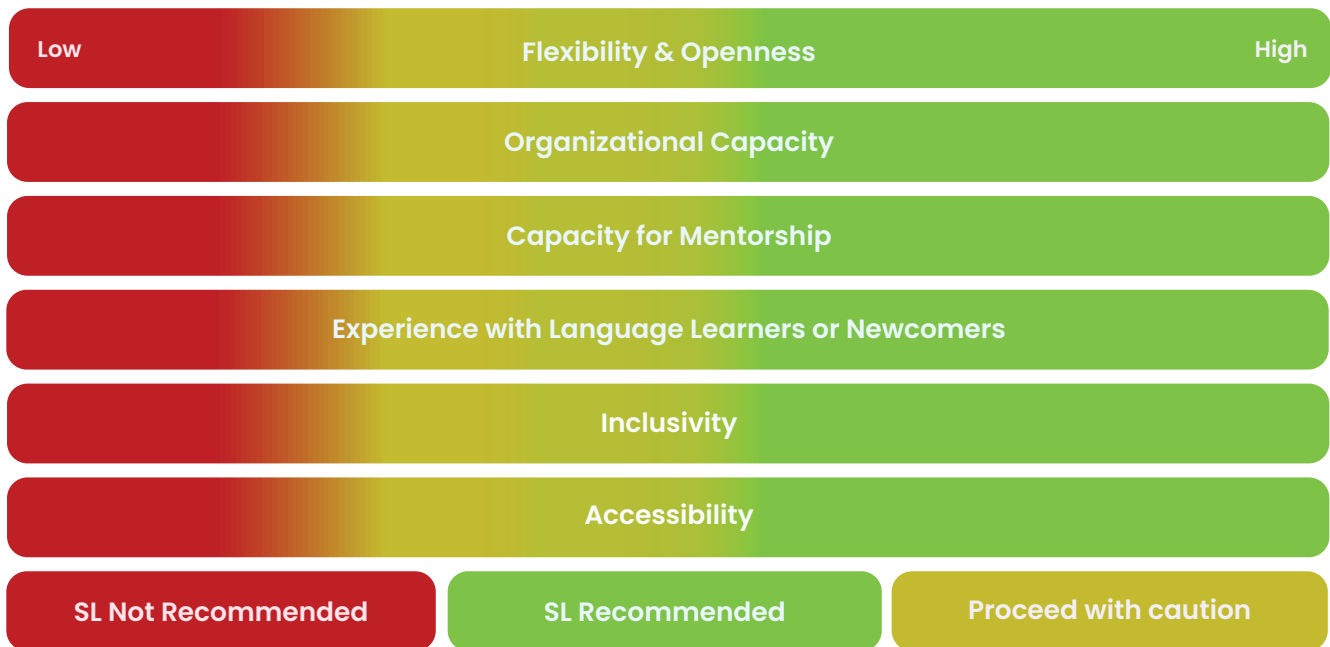 Low Flexibility & Openness High
Organizational Capacity
Capacity for Mentorship
Experience with Language Learners or Newcomers
Inclusivity
Accessibility
SL Not Recommended SL Recommended Proceed with caution